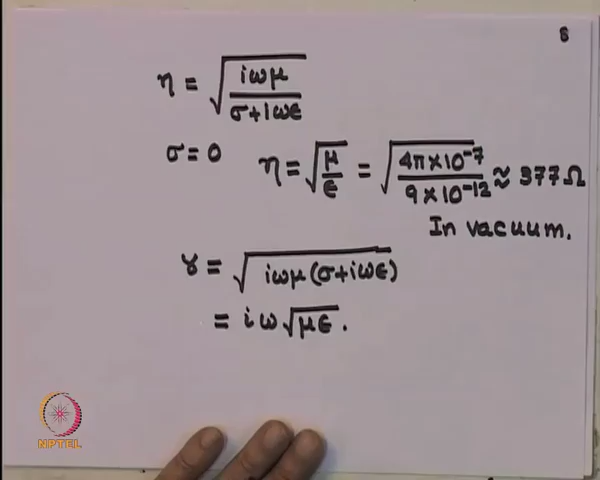 8
η = √(iωμ / (σ+iωϵ))
σ = 0 η = √(μ/ϵ) = √(4π×10⁻⁷ / 9×10⁻¹²) ≈ 377 Ω
In vacuum.
γ = √(iωμ(σ+iωϵ))
= iω√(μϵ).
NPTEL